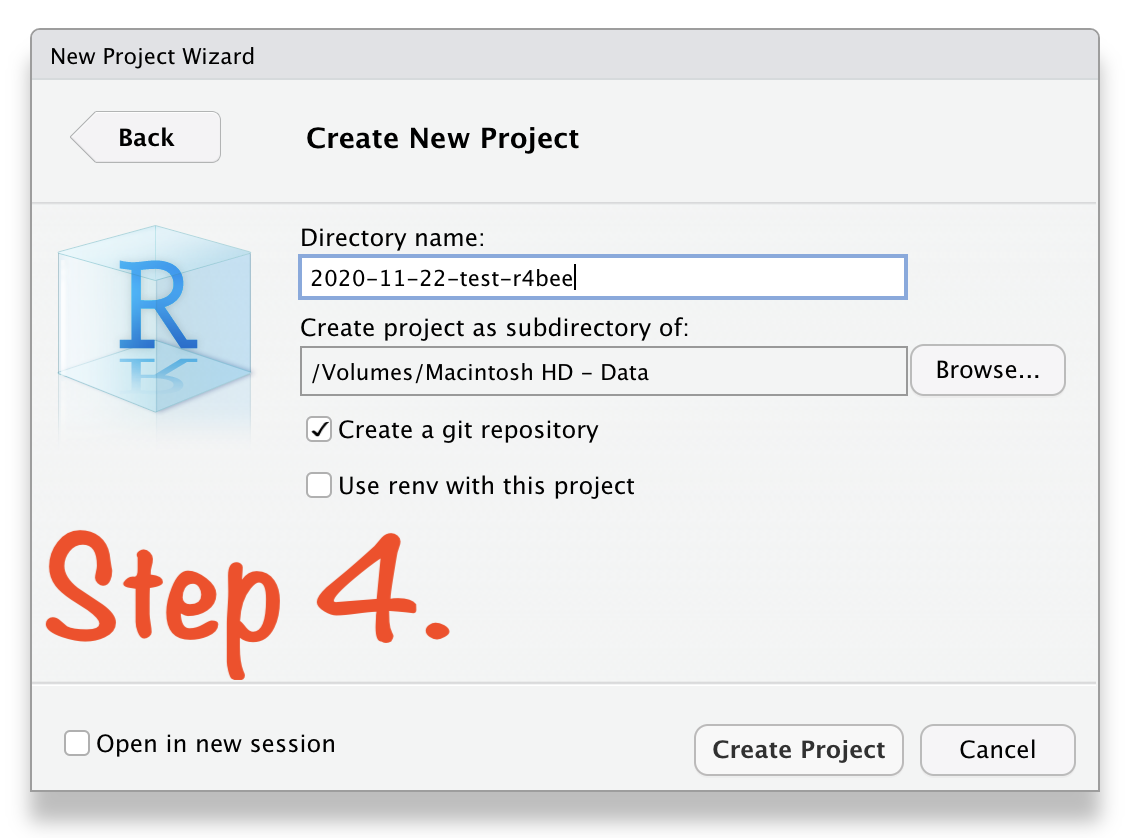 New Project Wizard
Back
Create New Project
R
Directory name:
2020-11-22-test-r4bee
Create project as subdirectory of:
/Volumes/Macintosh HD - Data
Browse...
Create a git repository
Use renv with this project
Step 4.
Open in new session
Create Project
Cancel